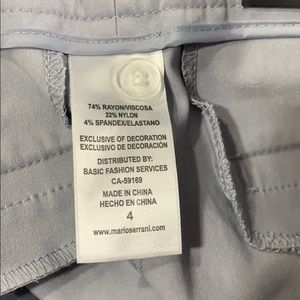 74% RAYON/VISCOSA
22% NYLON
4% SPANDEX/ELASTANO
EXCLUSIVE OF DECORATION
EXCLUSIVO DE DECORACIÓN
DISTRIBUTED BY:
BASIC FASHION SERVICES
CA-59169
MADE IN CHINA
HECHO EN CHINA
4
www.marioserrani.com